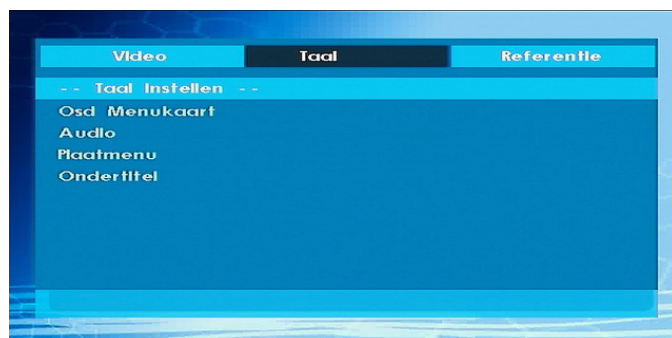 Video Taal Referentie
-- Taal Instellen --
Osd Menukaart
Audio
Plaatmenu
Ondertitel